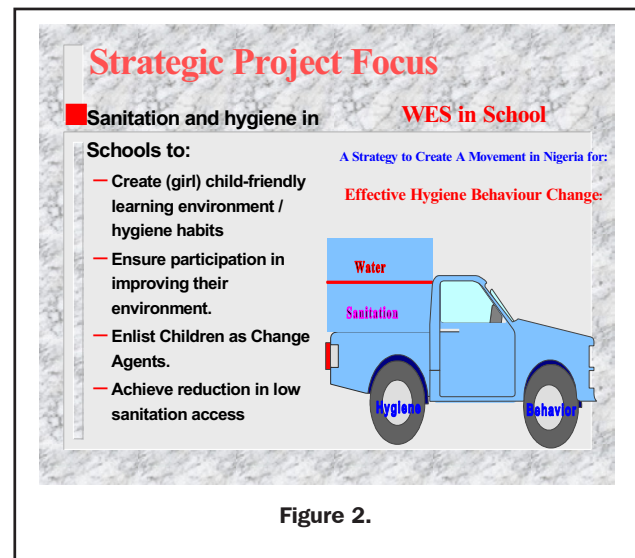 Strategic Project Focus
Sanitation and hygiene in
Schools to:
— Create (girl) child-friendly
learning environment /
hygiene habits
— Ensure participation in
improving their
environment.
— Enlist Children as Change
Agents.
— Achieve reduction in low
sanitation access
WES in School
A Strategy to Create A Movement in Nigeria for:
Effective Hygiene Behaviour Change:
Water
Sanitation
Hygiene
Behavior
Figure 2.